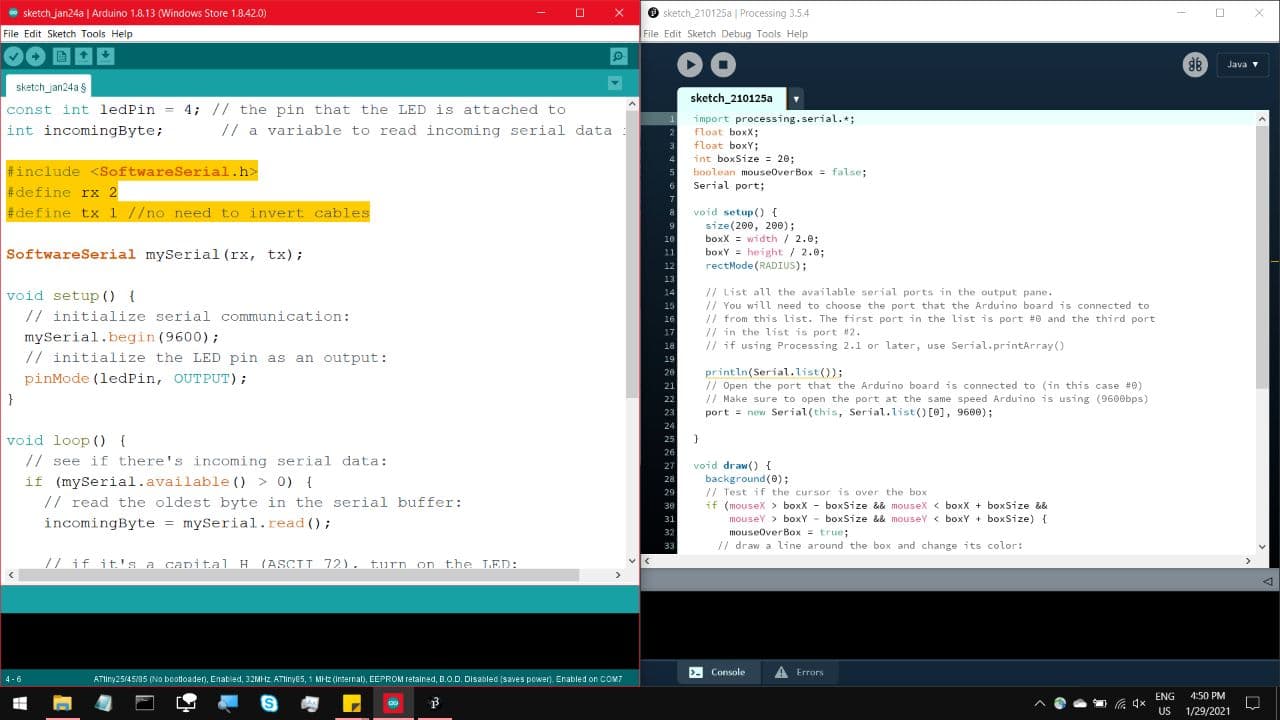 sketch_jan24a | Arduino 1.8.13 (Windows Store 1.8.42.0)
File Edit Sketch Tools Help
sketch_jan24a §
const int ledPin = 4; // the pin that the LED is attached to
int incomingByte;      // a variable to read incoming serial data
#include <SoftwareSerial.h>
#define rx 2
#define tx 1 //no need to invert cables
SoftwareSerial mySerial(rx, tx);
void setup() {
// initialize serial communication:
mySerial.begin(9600);
// initialize the LED pin as an output:
pinMode(ledPin, OUTPUT);
}
void loop() {
// see if there's incoming serial data:
if (mySerial.available() > 0) {
// read the oldest byte in the serial buffer:
incomingByte = mySerial.read();
// if it's a capital H (ASCII 72), turn on the LED:
4 - 6
ATtiny25/45/85 (No bootloader), Enabled, 32MHz, ATtiny85, 1 MHz (internal), EEPROM retained, B.O.D. Disabled (saves power), Enabled on COM7
sketch_210125a | Processing 3.5.4
File Edit Sketch Debug Tools Help
Java ▼
sketch_210125a ▼
1 import processing.serial.*;
2 float boxX;
3 float boxY;
4 int boxSize = 20;
5 boolean mouseOverBox = false;
6 Serial port;
7
8 void setup() {
9 size(200, 200);
10 boxX = width / 2.0;
11 boxY = height / 2.0;
12 rectMode(RADIUS);
13
14 // List all the available serial ports in the output pane.
15 // You will need to choose the port that the Arduino board is connected to
16 // from this list. The first port in the list is port #0 and the third port
17 // in the list is port #2.
18 // if using Processing 2.1 or later, use Serial.printArray()
19
20 println(Serial.list());
21 // Open the port that the Arduino board is connected to (in this case #0)
22 // Make sure to open the port at the same speed Arduino is using (9600bps)
23 port = new Serial(this, Serial.list()[0], 9600);
24
25 }
26
27 void draw() {
28 background(0);
29 // Test if the cursor is over the box
30 if (mouseX > boxX - boxSize && mouseX < boxX + boxSize &&
31 mouseY > boxY - boxSize && mouseY < boxY + boxSize) {
32 mouseOverBox = true;
33 // draw a line around the box and change its color:
Console Errors
ENG
US
4:50 PM
1/29/2021